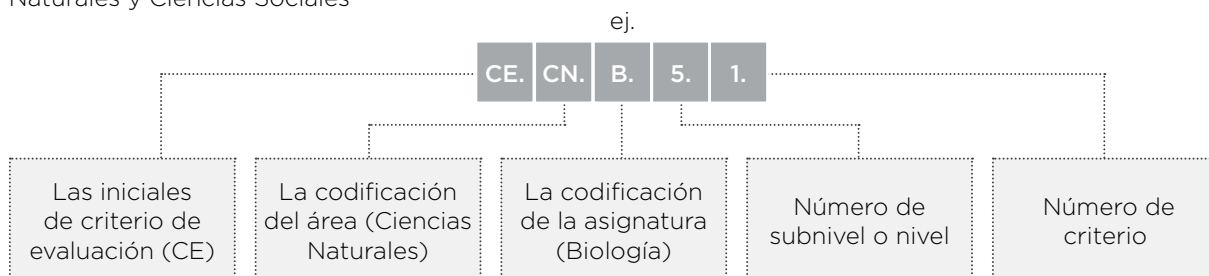 Naturales y Ciencias Sociales
ej.
CE. CN. B. 5. 1.
Las iniciales
de criterio de
evaluación (CE)
La codificación
del área (Ciencias
Naturales)
La codificación
de la asignatura
(Biología)
Número de
subnivel o nivel
Número de
criterio